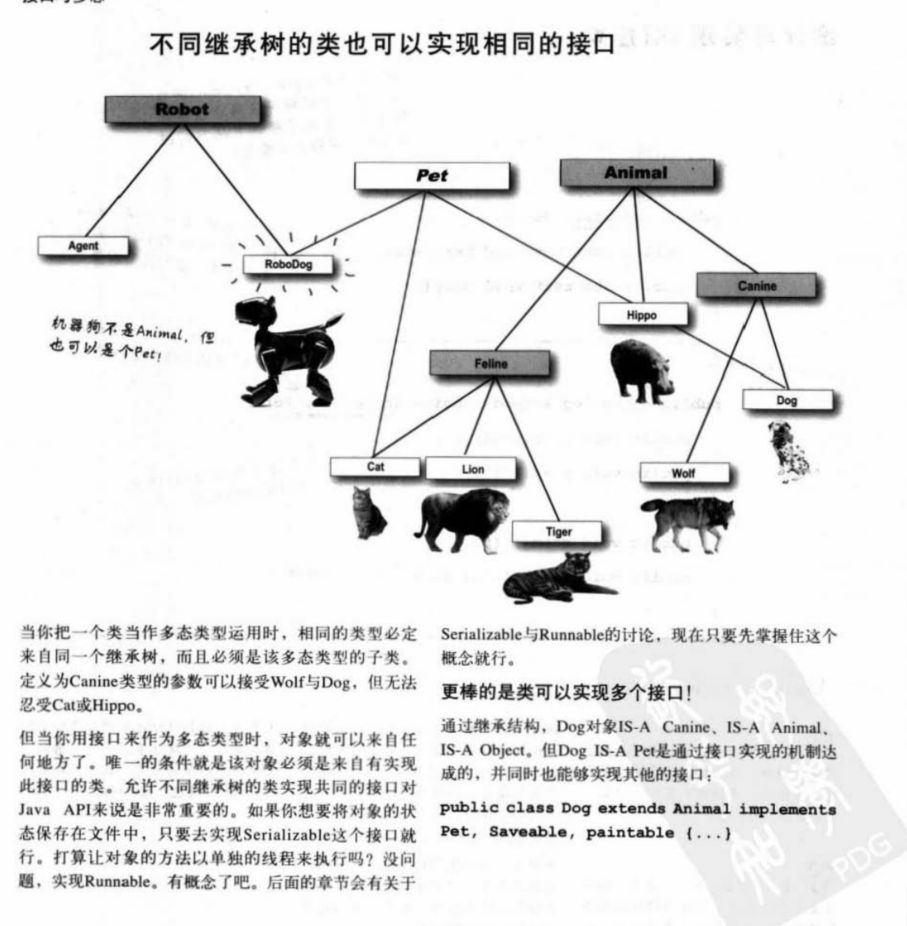 接口与多态
不同继承树的类也可以实现相同的接口
Robot
Pet
Animal
Agent
RoboDog
Canine
Hippo
机器狗不是Animal，但
也可以是个Pet！
Feline
Dog
Cat
Lion
Wolf
Tiger
当你把一个类当作多态类型运用时，相同的类型必定
来自同一个继承树，而且必须是该多态类型的子类。
定义为Canine类型的参数可以接受Wolf与Dog，但无法
忍受Cat或Hippo。
但当你用接口来作为多态类型时，对象就可以来自任
何地方了。唯一的条件就是该对象必须是来自有实现
此接口的类。允许不同继承树的类实现共同的接口对
Java API来说是非常重要的。如果你想要将对象的状
态保存在文件中，只要去实现Serializable这个接口就
行。打算让对象的方法以单独的线程来执行吗？没问
题，实现Runnable。有概念了吧。后面的章节会有关于
Serializable与Runnable的讨论，现在只要先掌握住这个
概念就行。
更棒的是类可以实现多个接口！
通过继承结构，Dog对象IS-A Canine、IS-A Animal、
IS-A Object。但Dog IS-A Pet是通过接口实现的机制达
成的，并同时也能够实现其他的接口：
public class Dog extends Animal implements
Pet, Saveable, paintable {...}
PDG